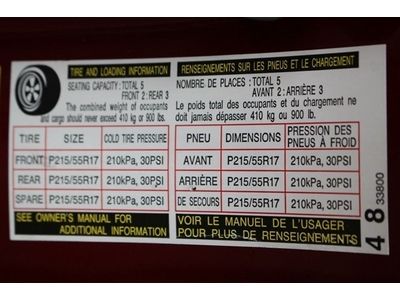 TIRE AND LOADING INFORMATION
SEATING CAPACITY: TOTAL 5
FRONT 2: REAR 3
The combined weight of occupants
and cargo should never exceed 410 kg or 900 lbs.
TIRE SIZE COLD TIRE PRESSURE
FRONT P215/55R17 210kPa, 30PSI
REAR P215/55R17 210kPa, 30PSI
SPARE P215/55R17 210kPa, 30PSI
SEE OWNER'S MANUAL FOR
ADDITIONAL INFORMATION
RENSEIGNEMENTS SUR LES PNEUS ET LE CHARGEMENT
NOMBRE DE PLACES: TOTAL 5
AVANT 2: ARRIÈRE 3
Le poids total des occupants et du chargement ne
doit jamais dépasser 410 kg ou 900 lb.
PNEU DIMENSIONS PRESSION DES PNEUS À FROID
AVANT P215/55R17 210kPa, 30PSI
ARRIÈRE P215/55R17 210kPa, 30PSI
DE SECOURS P215/55R17 210kPa, 30PSI
VOIR LE MANUEL DE L'USAGER
POUR PLUS DE RENSEIGNEMENTS
4 8 33800